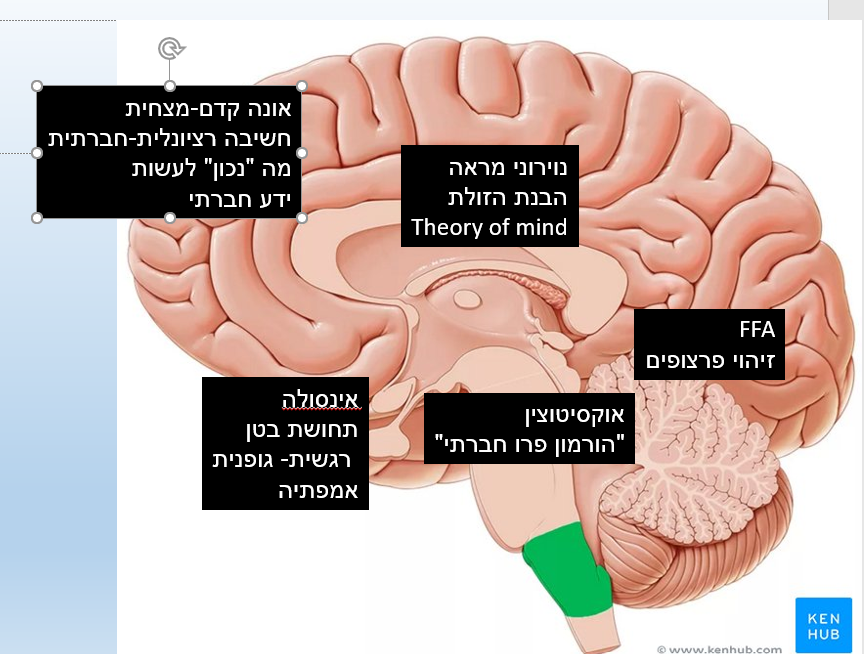 אונה קדם-מצחית
חשיבה רציונלית-חברתית
מה "נכון" לעשות
ידע חברתי
נוירוני מראה
הבנת הזולת
Theory of mind
FFA
זיהוי פרצופים
אינסולה
תחושת בטן
רגשית- גופנית
אמפתיה
אוקסיטוצין
"הורמון פרו חברתי"
KEN
HUB
© www.kenhub.com